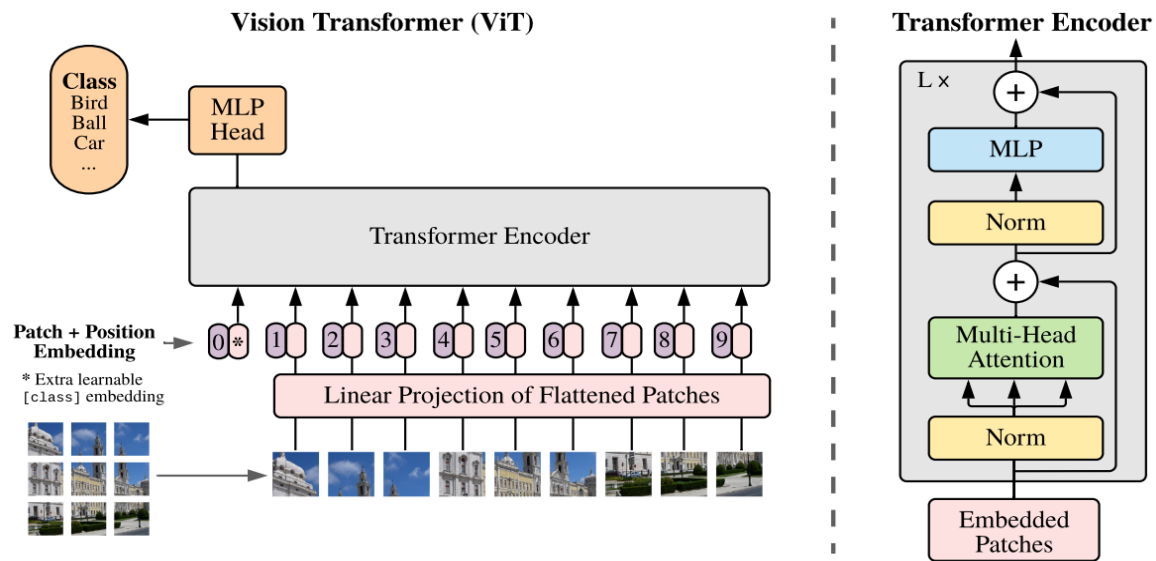 Vision Transformer (ViT)
Class
Bird
Ball
Car
...
MLP
Head
Transformer Encoder
Patch + Position
Embedding
0 * 1 2 3 4 5 6 7 8 9
* Extra learnable
[class] embedding
Linear Projection of Flattened Patches
Transformer Encoder
L ×
+
MLP
Norm
+
Multi-Head
Attention
Norm
Embedded
Patches